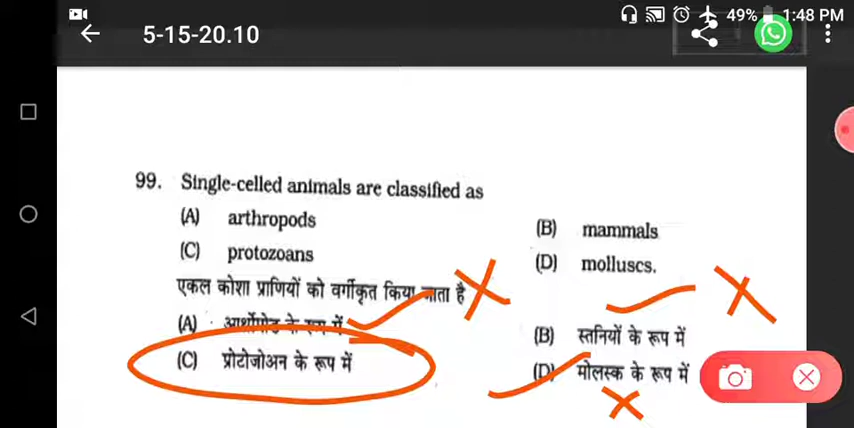 49% 1:48 PM
5-15-20.10
99. Single-celled animals are classified as
(A) arthropods
(B) mammals
(C) protozoans
(D) molluscs.
एकल कोशा प्राणियों को वर्गीकृत किया जाता है
(A) आर्थोपोड के रूप में
(B) स्तनियों के रूप में
(C) प्रोटोजोअन के रूप में
(D) मोलस्क के रूप में